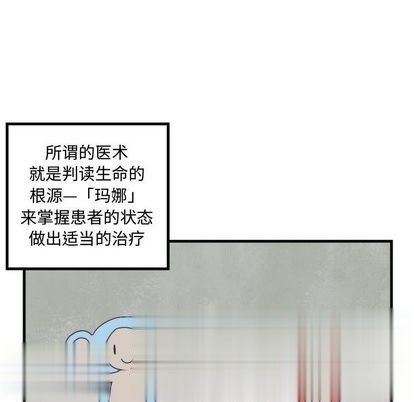 所谓的医术
就是判读生命的
根源—「玛娜」
来掌握患者的状态
做出适当的治疗